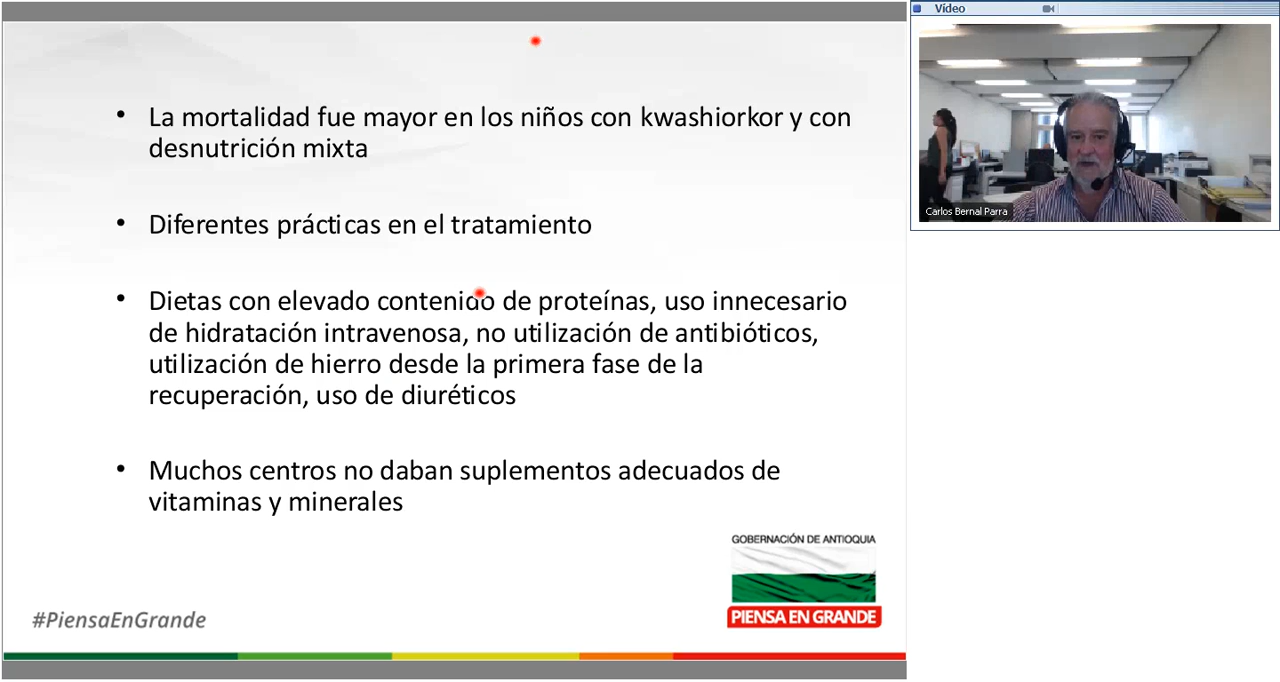 • La mortalidad fue mayor en los niños con kwashiorkor y con
desnutrición mixta
• Diferentes prácticas en el tratamiento
• Dietas con elevado contenido de proteínas, uso innecesario
de hidratación intravenosa, no utilización de antibióticos,
utilización de hierro desde la primera fase de la
recuperación, uso de diuréticos
• Muchos centros no daban suplementos adecuados de
vitaminas y minerales
GOBERNACIÓN DE ANTIOQUIA
PIENSA EN GRANDE
#PiensaEnGrande
Vídeo
Carlos Bernal Parra